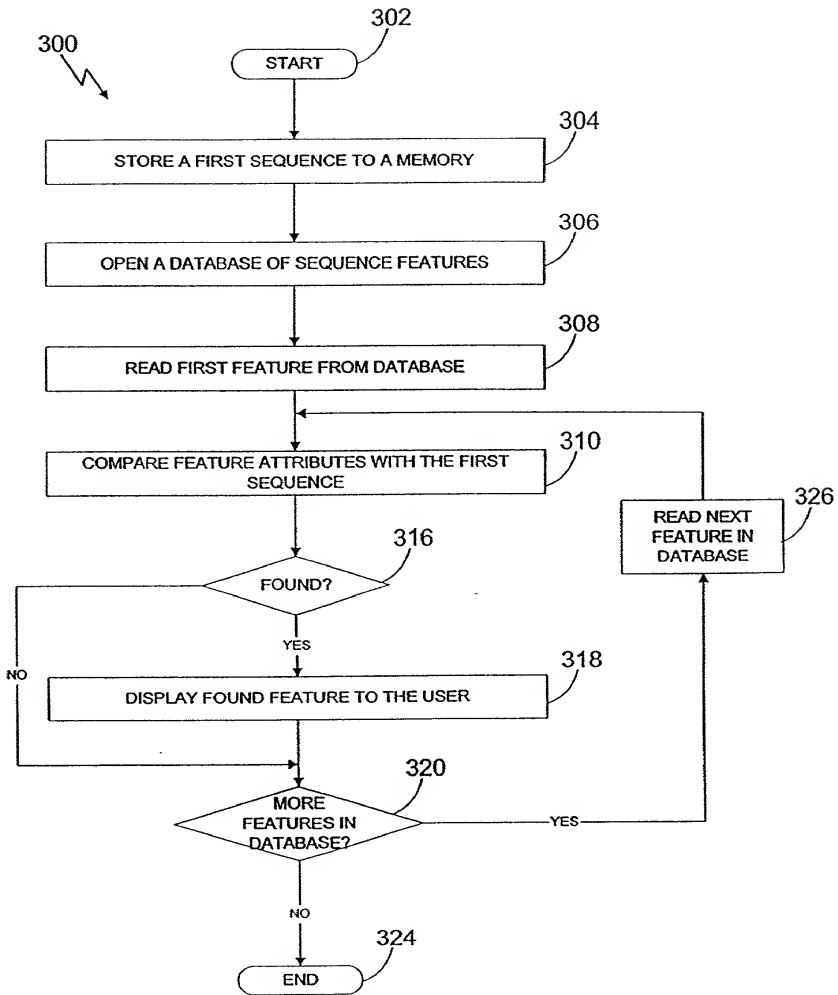 302
300
START
304
STORE A FIRST SEQUENCE TO A MEMORY
306
OPEN A DATABASE OF SEQUENCE FEATURES
308
READ FIRST FEATURE FROM DATABASE
310
COMPARE FEATURE ATTRIBUTES WITH THE FIRST
SEQUENCE
326
READ NEXT
FEATURE IN
DATABASE
316
FOUND?
YES
NO
318
DISPLAY FOUND FEATURE TO THE USER
320
MORE
FEATURES IN
DATABASE?
YES
NO
324
END